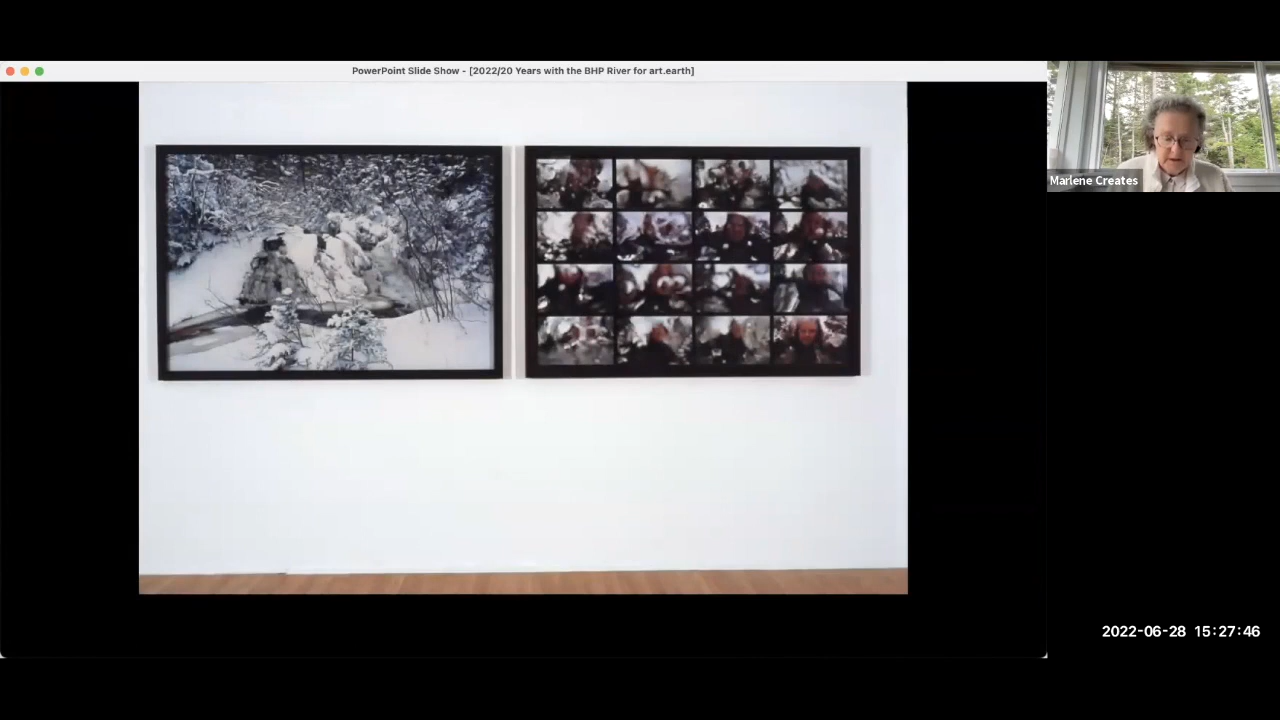 PowerPoint Slide Show - [2022/20 Years with the BHP River for art.earth]
Marlene Creates
2022-06-28 15:27:46